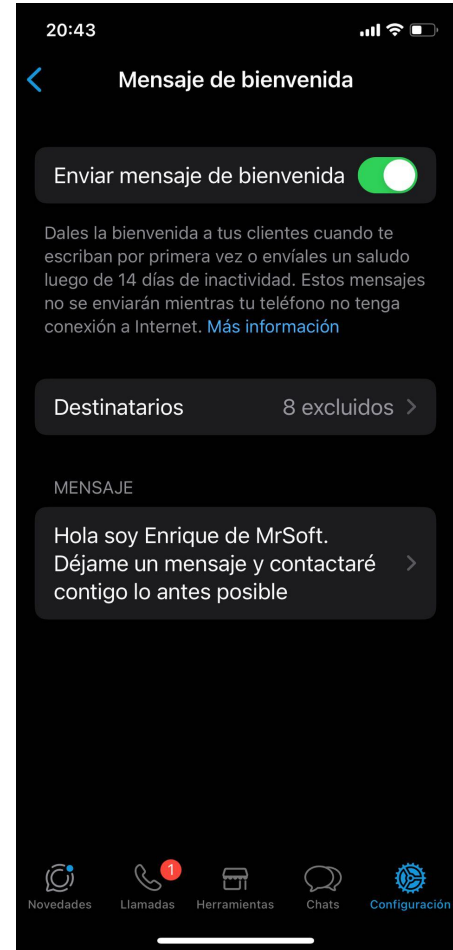 20:43
Mensaje de bienvenida
Enviar mensaje de bienvenida
Dales la bienvenida a tus clientes cuando te
escriban por primera vez o envíales un saludo
luego de 14 días de inactividad. Estos mensajes
no se enviarán mientras tu teléfono no tenga
conexión a Internet. Más información
Destinatarios 8 excluidos
MENSAJE
Hola soy Enrique de MrSoft.
Déjame un mensaje y contactaré
contigo lo antes posible
1
Novedades Llamadas Herramientas Chats Configuración